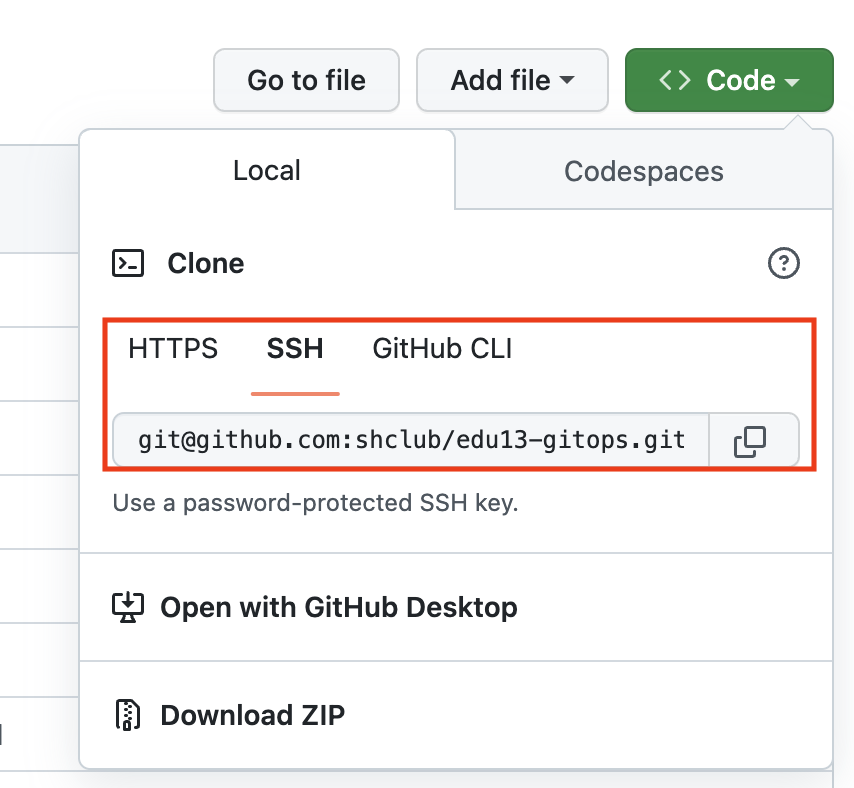 Go to file Add file <> Code
Local Codespaces
Clone
HTTPS SSH GitHub CLI
git@github.com:shclub/edu13-gitops.git
Use a password-protected SSH key.
Open with GitHub Desktop
Download ZIP